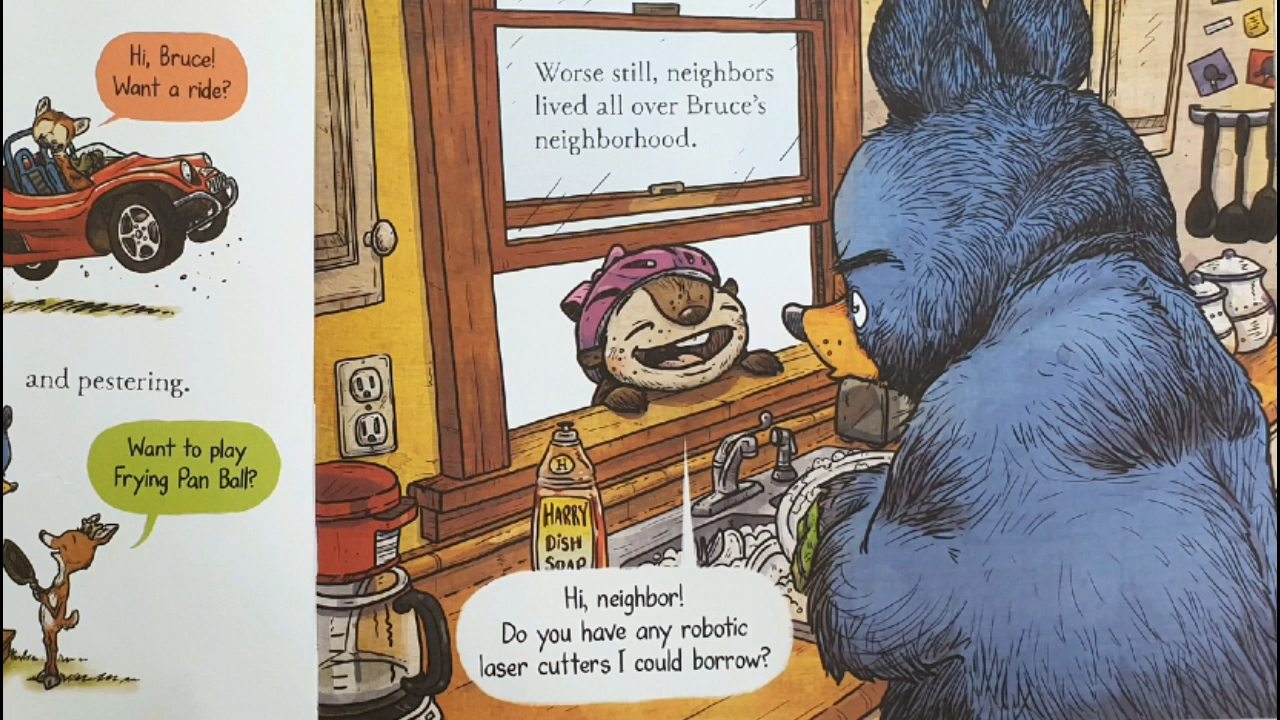 Hi, Bruce!
Want a ride?
and pestering.
Want to play
Frying Pan Ball?
Worse still, neighbors
lived all over Bruce's
neighborhood.
H
HARRY
DISH
SOAP
Hi, neighbor!
Do you have any robotic
laser cutters I could borrow?